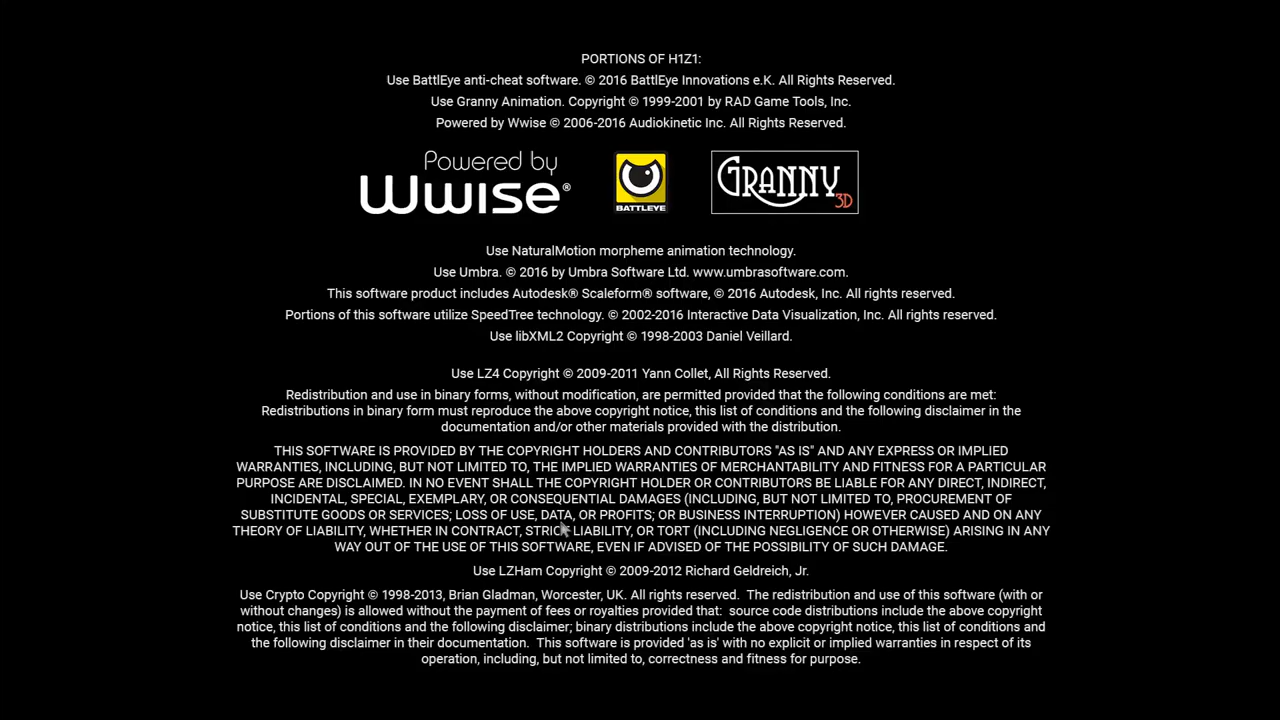 PORTIONS OF H1Z1:
Use BattlEye anti-cheat software. © 2016 BattlEye Innovations e.K. All Rights Reserved.
Use Granny Animation. Copyright © 1999-2001 by RAD Game Tools, Inc.
Powered by Wwise © 2006-2016 Audiokinetic Inc. All Rights Reserved.
Powered by
Wwise®
BATTLEYE
GRANNY 3D
Use NaturalMotion morpheme animation technology.
Use Umbra. © 2016 by Umbra Software Ltd. www.umbrasoftware.com.
This software product includes Autodesk® Scaleform® software, © 2016 Autodesk, Inc. All rights reserved.
Portions of this software utilize SpeedTree technology. © 2002-2016 Interactive Data Visualization, Inc. All rights reserved.
Use libXML2 Copyright © 1998-2003 Daniel Veillard.
Use LZ4 Copyright © 2009-2011 Yann Collet, All Rights Reserved.
Redistribution and use in binary forms, without modification, are permitted provided that the following conditions are met:
Redistributions in binary form must reproduce the above copyright notice, this list of conditions and the following disclaimer in the
documentation and/or other materials provided with the distribution.
THIS SOFTWARE IS PROVIDED BY THE COPYRIGHT HOLDERS AND CONTRIBUTORS "AS IS" AND ANY EXPRESS OR IMPLIED
WARRANTIES, INCLUDING, BUT NOT LIMITED TO, THE IMPLIED WARRANTIES OF MERCHANTABILITY AND FITNESS FOR A PARTICULAR
PURPOSE ARE DISCLAIMED. IN NO EVENT SHALL THE COPYRIGHT HOLDER OR CONTRIBUTORS BE LIABLE FOR ANY DIRECT, INDIRECT,
INCIDENTAL, SPECIAL, EXEMPLARY, OR CONSEQUENTIAL DAMAGES (INCLUDING, BUT NOT LIMITED TO, PROCUREMENT OF
SUBSTITUTE GOODS OR SERVICES; LOSS OF USE, DATA, OR PROFITS; OR BUSINESS INTERRUPTION) HOWEVER CAUSED AND ON ANY
THEORY OF LIABILITY, WHETHER IN CONTRACT, STRICT LIABILITY, OR TORT (INCLUDING NEGLIGENCE OR OTHERWISE) ARISING IN ANY
WAY OUT OF THE USE OF THIS SOFTWARE, EVEN IF ADVISED OF THE POSSIBILITY OF SUCH DAMAGE.
Use LZHam Copyright © 2009-2012 Richard Geldreich, Jr.
Use Crypto Copyright © 1998-2013, Brian Gladman, Worcester, UK. All rights reserved.  The redistribution and use of this software (with or
without changes) is allowed without the payment of fees or royalties provided that:  source code distributions include the above copyright
notice, this list of conditions and the following disclaimer; binary distributions include the above copyright notice, this list of conditions and
the following disclaimer in their documentation.  This software is provided 'as is' with no explicit or implied warranties in respect of its
operation, including, but not limited to, correctness and fitness for purpose.